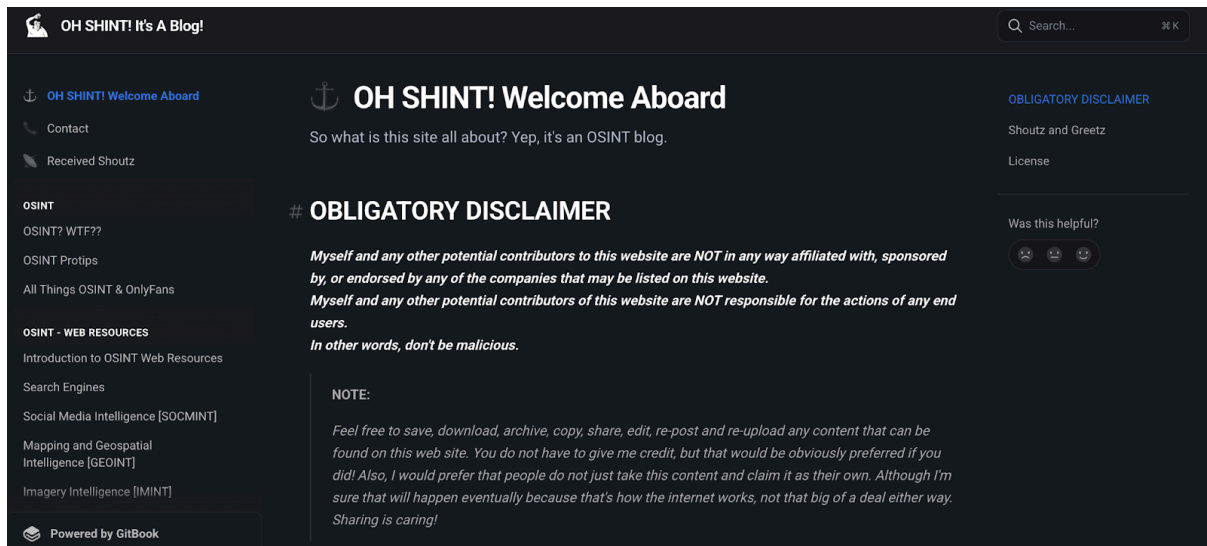 OH SHINT! It's A Blog!
Search...
⌘ K
OH SHINT! Welcome Aboard
Contact
Received Shoutz
OSINT
OSINT? WTF??
OSINT Protips
All Things OSINT & OnlyFans
OSINT - WEB RESOURCES
Introduction to OSINT Web Resources
Search Engines
Social Media Intelligence [SOCMINT]
Mapping and Geospatial
Intelligence [GEOINT]
Imagery Intelligence [IMINT]
Powered by GitBook
OH SHINT! Welcome Aboard
So what is this site all about? Yep, it's an OSINT blog.
# OBLIGATORY DISCLAIMER
Myself and any other potential contributors to this website are NOT in any way affiliated with, sponsored
by, or endorsed by any of the companies that may be listed on this website.
Myself and any other potential contributors of this website are NOT responsible for the actions of any end
users.
In other words, don't be malicious.
NOTE:
Feel free to save, download, archive, copy, share, edit, re-post and re-upload any content that can be
found on this web site. You do not have to give me credit, but that would be obviously preferred if you
did! Also, I would prefer that people do not just take this content and claim it as their own. Although I'm
sure that will happen eventually because that's how the internet works, not that big of a deal either way.
Sharing is caring!
OBLIGATORY DISCLAIMER
Shoutz and Greetz
License
Was this helpful?